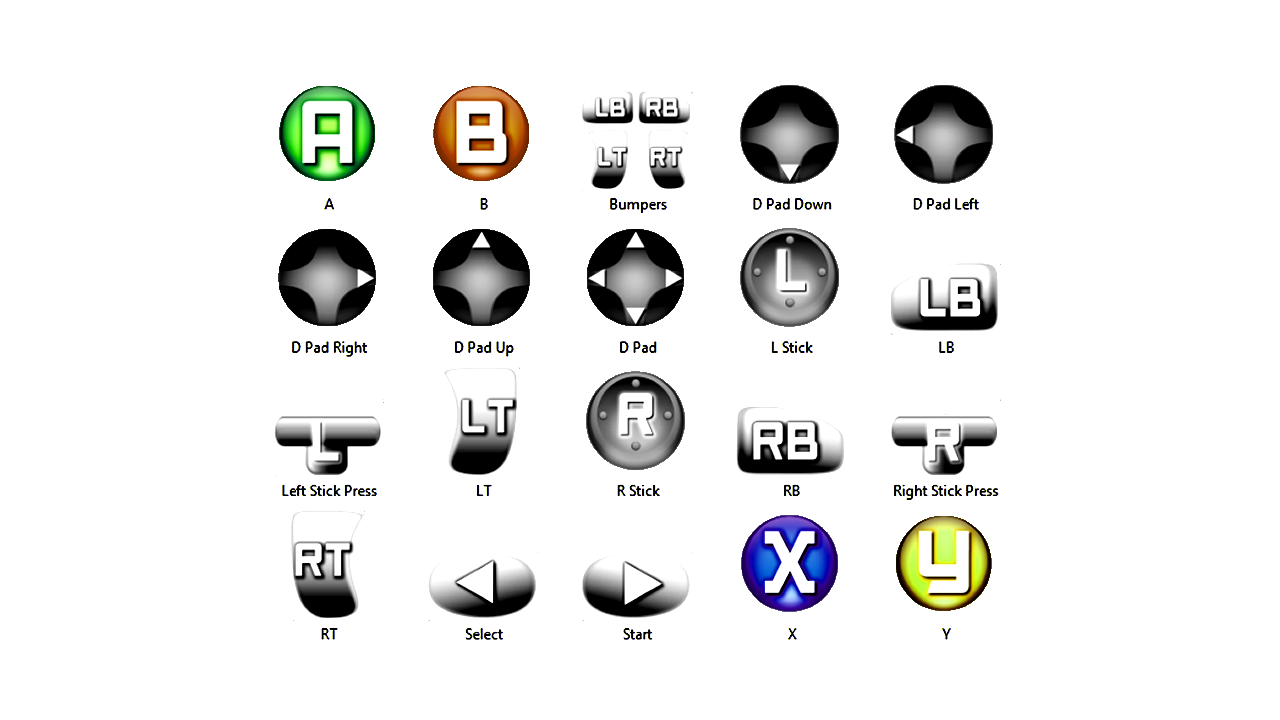 A
B
LB RB
LT RT
A
B
Bumpers
D Pad Down
D Pad Left
L
LB
D Pad Right
D Pad Up
D Pad
L Stick
LB
L
LT
R
RB
R
Left Stick Press
LT
R Stick
RB
Right Stick Press
RT
X
Y
RT
Select
Start
X
Y